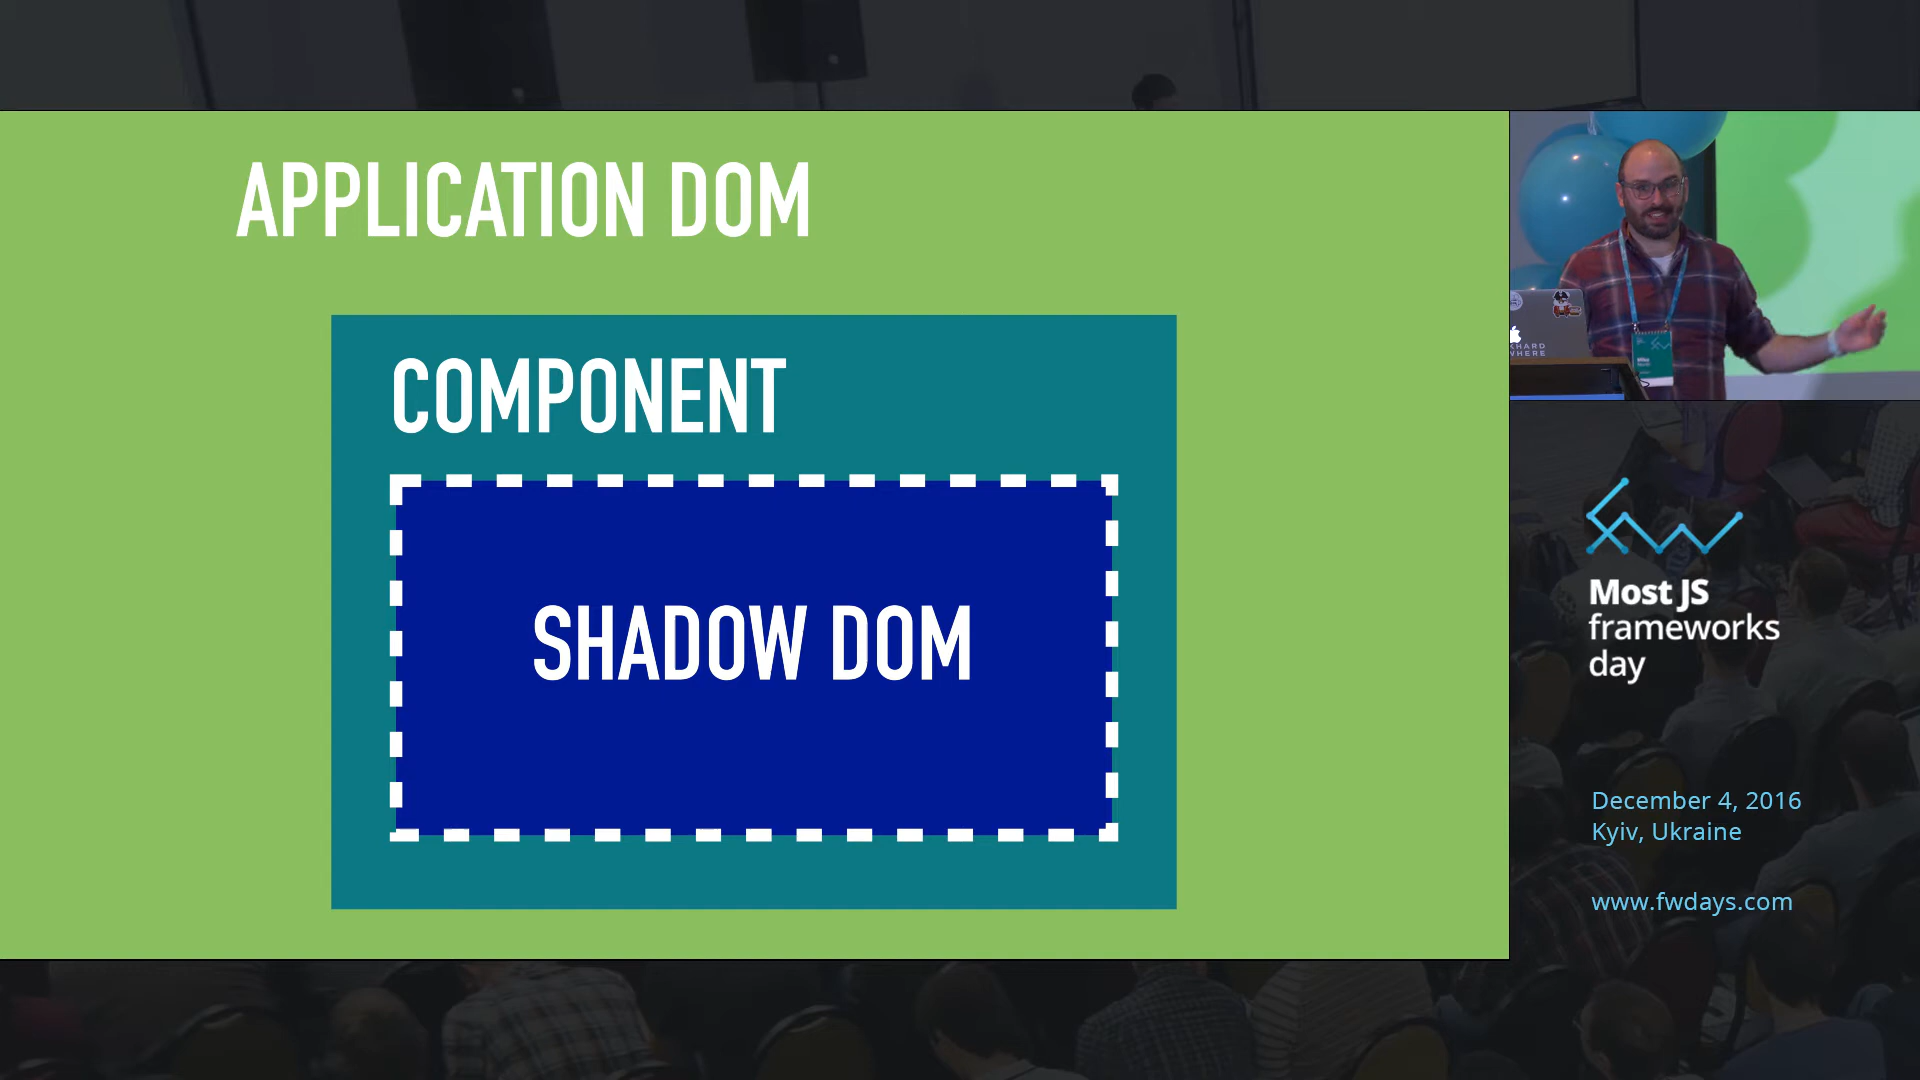 APPLICATION DOM
COMPONENT
SHADOW DOM
Most JS
frameworks
day
December 4, 2016
Kyiv, Ukraine
www.fwdays.com